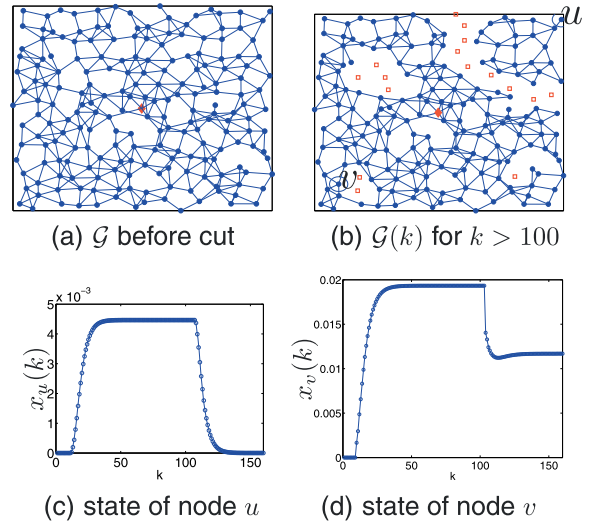 u
v
(a) 𝒢 before cut
(b) 𝒢(k) for k > 100
5 x 10⁻³
4
3
2
1
0
0 50 100 150
k
x_u(k)
0.02
0.015
0.01
0.005
0
0 50 100 150
k
x_v(k)
(c) state of node u
(d) state of node v